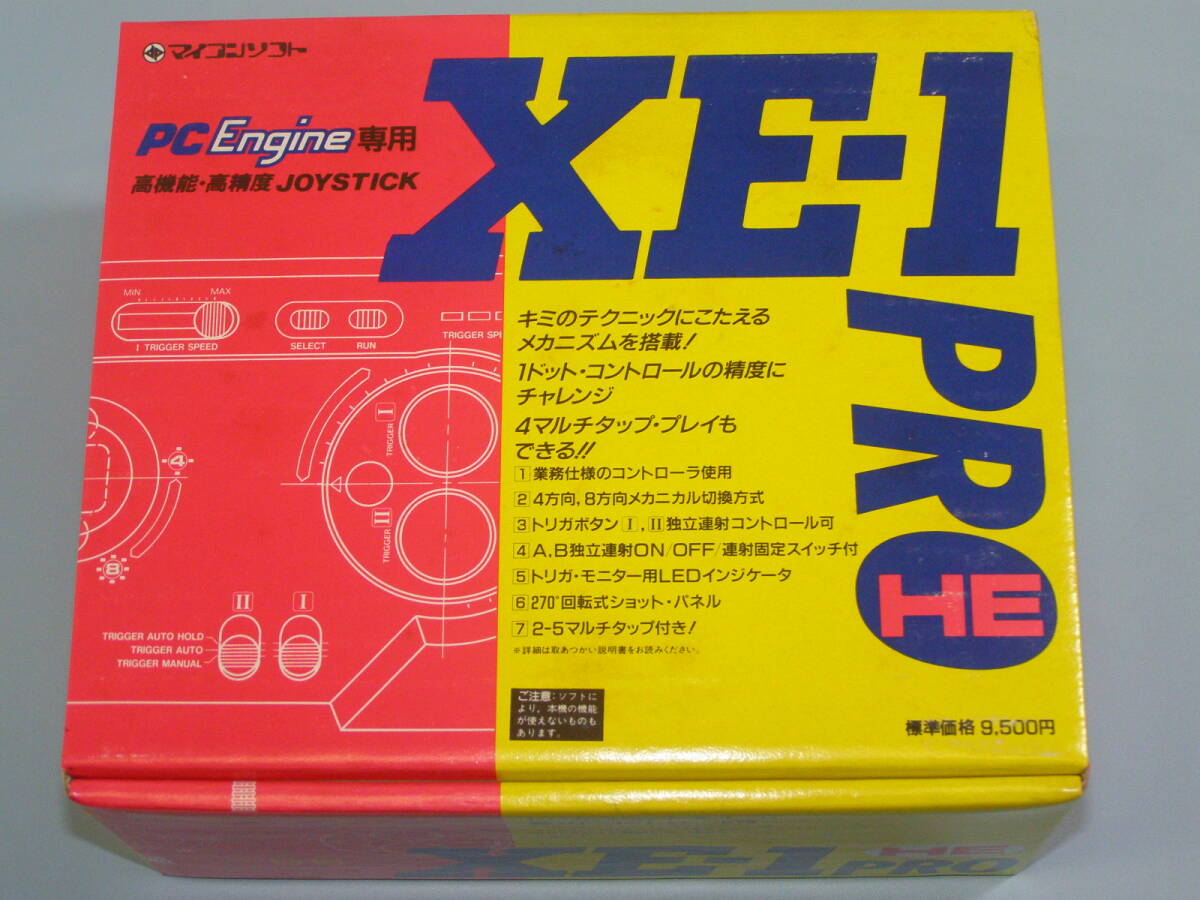 マイコンソフト
PC Engine 専用
高機能・高精度 JOYSTICK
XE-1
PRO
HE
MIN MAX
I TRIGGER SPEED
SELECT RUN
TRIGGER I
TRIGGER II
4
8
II I
TRIGGER AUTO HOLD
TRIGGER AUTO
TRIGGER MANUAL
キミのテクニックにこたえる
メカニズムを搭載!
1ドット・コントロールの精度に
チャレンジ
4マルチタップ・プレイも
できる!!
1 業務仕様のコントローラ使用
2 4方向,8方向メカニカル切換方式
3 トリガボタン I, II 独立連射コントロール可
4 A,B独立連射ON/OFF/連射固定スイッチ付
5 トリガ・モニター用LEDインジケータ
6 270°回転式ショット・パネル
7 2-5マルチタップ付き!
※詳細は取あつかい説明書をお読みください。
ご注意:ソフトに
より、本機の機能
が使えないものも
あります。
標準価格 9,500円
XE-1 PRO
HE